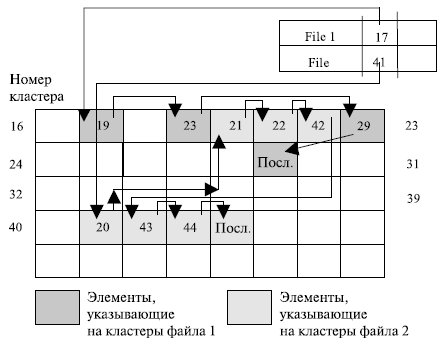 File 1 17
File 41
Номер
кластера
16 19 23 21 22 42 29 23
24 Посл. 31
32 39
40 20 43 44 Посл.
Элементы,
указывающие
на кластеры файла 1
Элементы,
указывающие
на кластеры файла 2